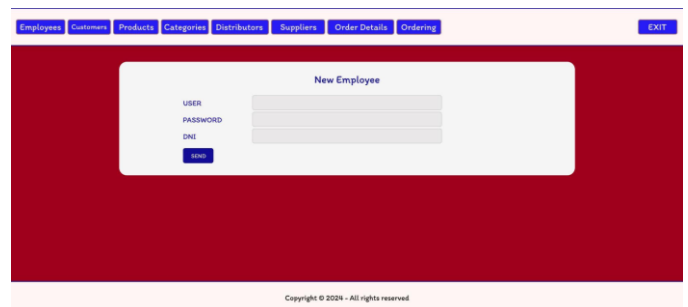 Employees Customers Products Categories Distributors Suppliers Order Details Ordering EXIT
New Employee
USER
PASSWORD
DNI
SEND
Copyright © 2024 - All rights reserved